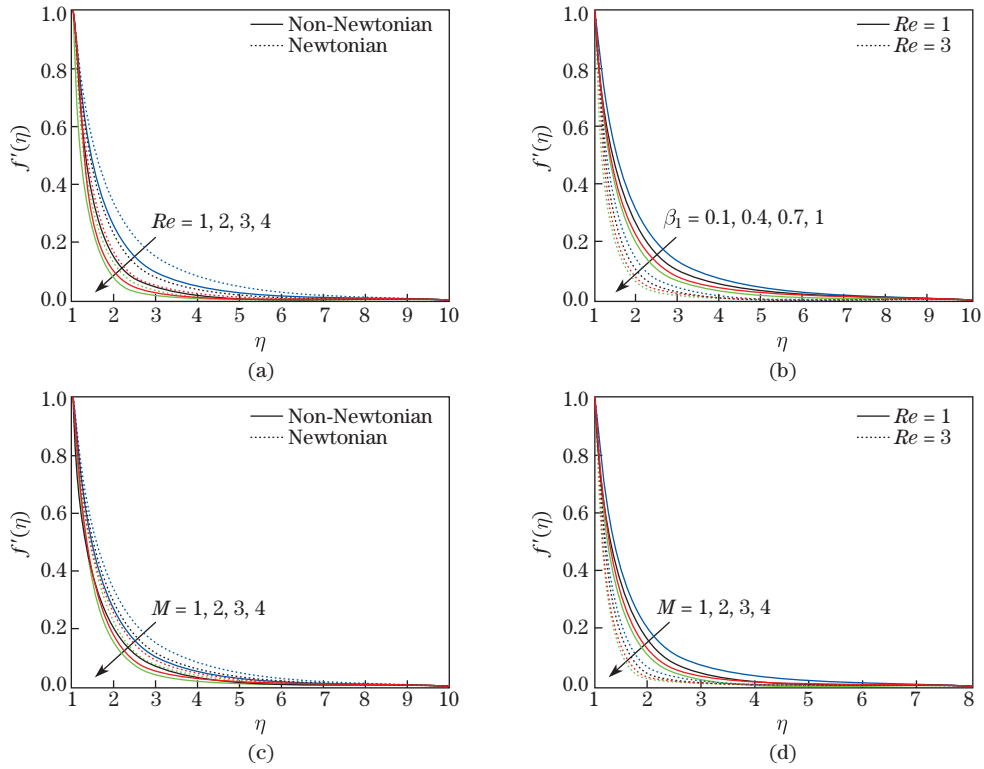 1.0
0.8
0.6
0.4
0.2
0.0
f′(η)
Non-Newtonian
Newtonian
Re = 1, 2, 3, 4
1 2 3 4 5 6 7 8 9 10
η
(a)
1.0
0.8
0.6
0.4
0.2
0.0
f′(η)
Re = 1
Re = 3
β₁ = 0.1, 0.4, 0.7, 1
1 2 3 4 5 6 7 8 9 10
η
(b)
1.0
0.8
0.6
0.4
0.2
0.0
f′(η)
Non-Newtonian
Newtonian
M = 1, 2, 3, 4
1 2 3 4 5 6 7 8 9 10
η
(c)
1.0
0.8
0.6
0.4
0.2
0.0
f′(η)
Re = 1
Re = 3
M = 1, 2, 3, 4
1 2 3 4 5 6 7 8
η
(d)